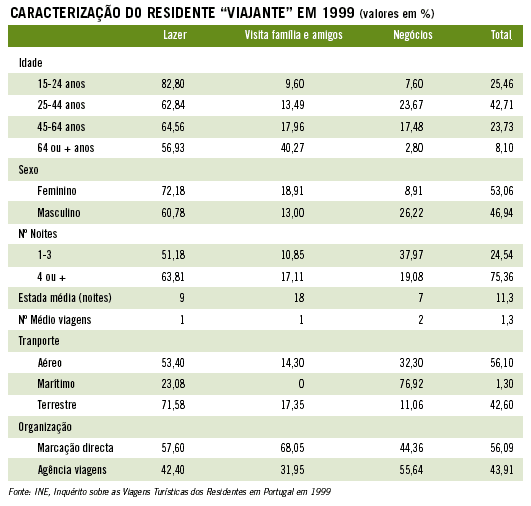 CARACTERIZAÇÃO DO RESIDENTE “VIAJANTE” EM 1999 (valores em %)
Lazer Visita família e amigos Negócios Total
Idade
15-24 anos 82,80 9,60 7,60 25,46
25-44 anos 62,84 13,49 23,67 42,71
45-64 anos 64,56 17,96 17,48 23,73
64 ou + anos 56,93 40,27 2,80 8,10
Sexo
Feminino 72,18 18,91 8,91 53,06
Masculino 60,78 13,00 26,22 46,94
Nº Noites
1-3 51,18 10,85 37,97 24,54
4 ou + 63,81 17,11 19,08 75,36
Estada média (noites) 9 18 7 11,3
Nº Médio viagens 1 1 2 1,3
Tranporte
Aéreo 53,40 14,30 32,30 56,10
Marítimo 23,08 0 76,92 1,30
Terrestre 71,58 17,35 11,06 42,60
Organização
Marcação directa 57,60 68,05 44,36 56,09
Agência viagens 42,40 31,95 55,64 43,91
Fonte: INE, Inquérito sobre as Viagens Turísticas dos Residentes em Portugal em 1999